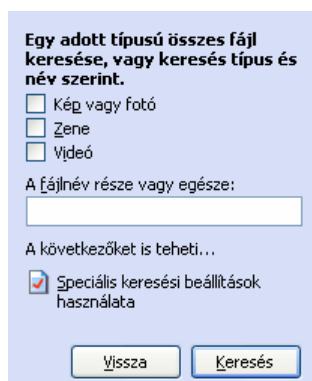 Egy adott típusú összes fájl
keresése, vagy keresés típus és
név szerint.
Kép vagy fotó
Zene
Videó
A fájlnév része vagy egésze:
A következőket is teheti...
Speciális keresési beállítások
használata
Vissza
Keresés